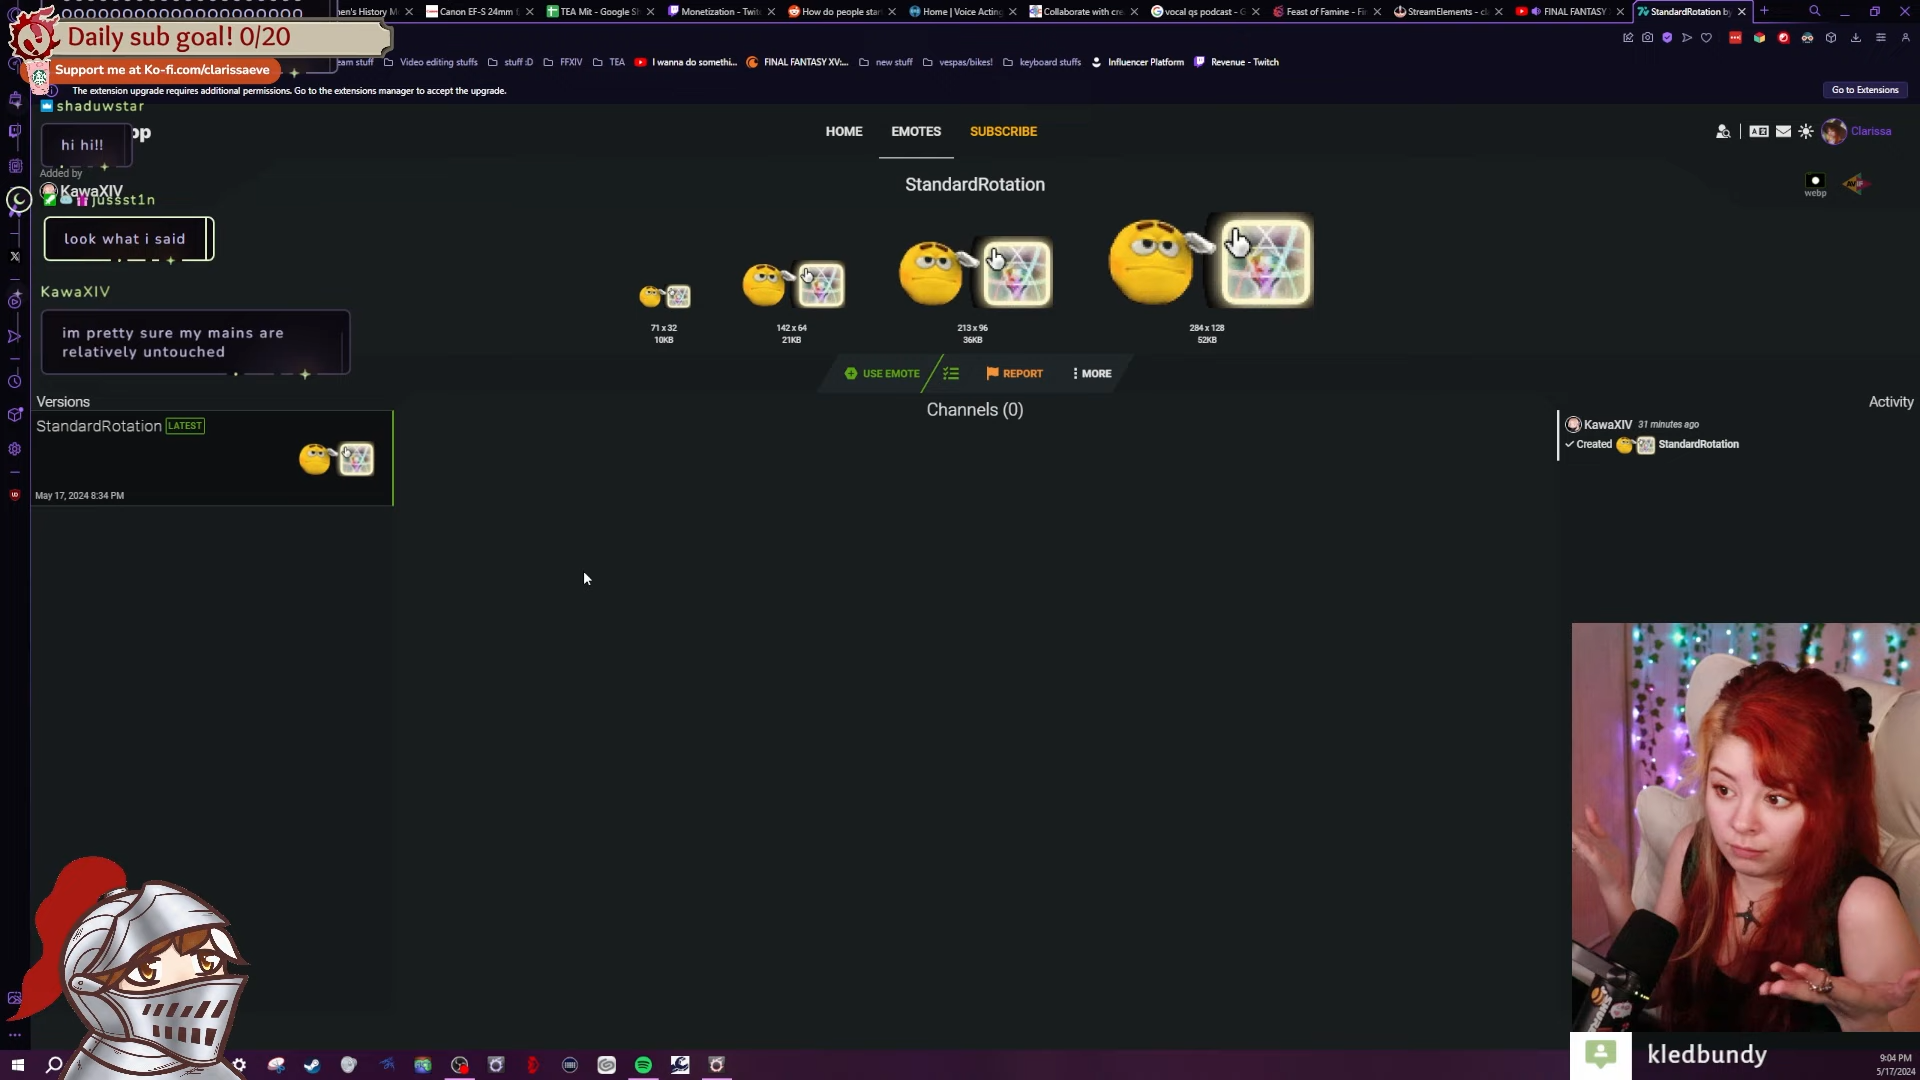 Daily sub goal! 0/20
Support me at Ko-fi.com/clarissaeve
Canon EF-S 24mm
TEA Mit - Google Sh
Monetization - Twitc
How do people star
Home | Voice Acting
Collaborate with cre
vocal qs podcast - G
Feast of Famine - Fi
StreamElements - cl
FINAL FANTASY
StandardRotation by
eam stuff
Video editing stuffs
stuff :D
FFXIV
TEA
I wanna do somethi...
FINAL FANTASY XV:...
new stuff
vespas/bikes!
keyboard stuffs
Influencer Platform
Revenue - Twitch
The extension upgrade requires additional permissions. Go to the extensions manager to accept the upgrade.
Go to Extensions
shaduwstar
hi hi!!
HOME
EMOTES
SUBSCRIBE
Clarissa
Added by
KawaXIV
jussst1n
look what i said
StandardRotation
webp
KawaXIV
im pretty sure my mains are
relatively untouched
71 x 32
10KB
142 x 64
21KB
213 x 96
36KB
284 x 128
52KB
USE EMOTE
REPORT
MORE
Versions
Channels (0)
Activity
StandardRotation LATEST
May 17, 2024 8:34 PM
KawaXIV 31 minutes ago
Created StandardRotation
kledbundy
9:04 PM
5/17/2024